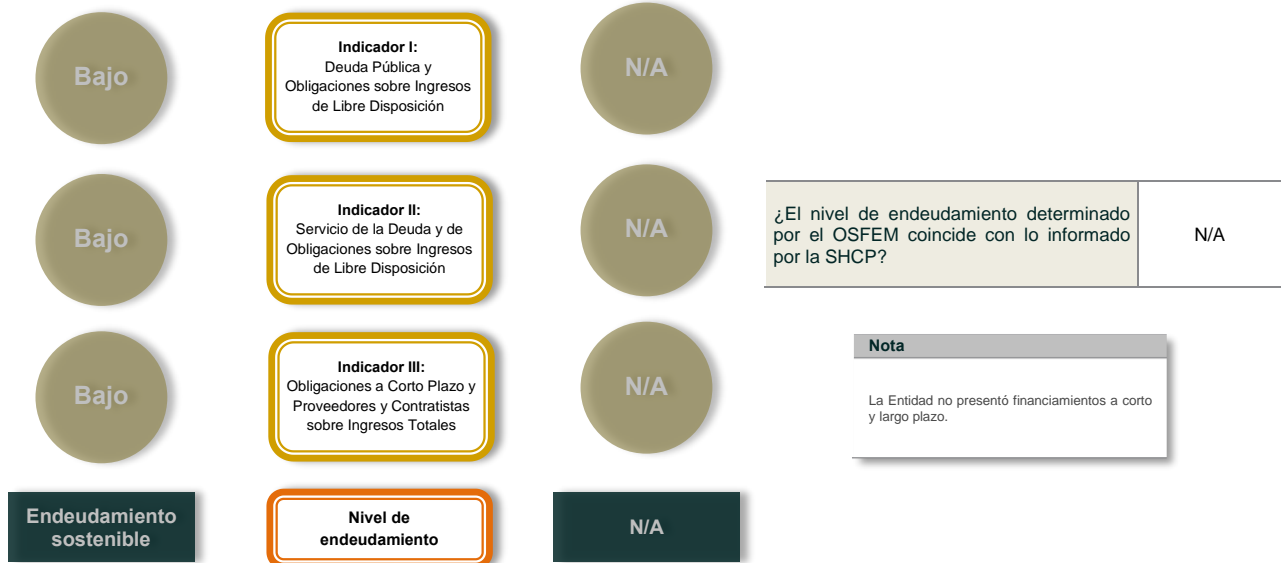 Bajo
Indicador I:
Deuda Pública y
Obligaciones sobre Ingresos
de Libre Disposición
N/A
Bajo
Indicador II:
Servicio de la Deuda y de
Obligaciones sobre Ingresos
de Libre Disposición
N/A
¿El nivel de endeudamiento determinado
por el OSFEM coincide con lo informado
por la SHCP?
N/A
Bajo
Indicador III:
Obligaciones a Corto Plazo y
Proveedores y Contratistas
sobre Ingresos Totales
N/A
Nota
La Entidad no presentó financiamientos a corto
y largo plazo.
Endeudamiento
sostenible
Nivel de
endeudamiento
N/A